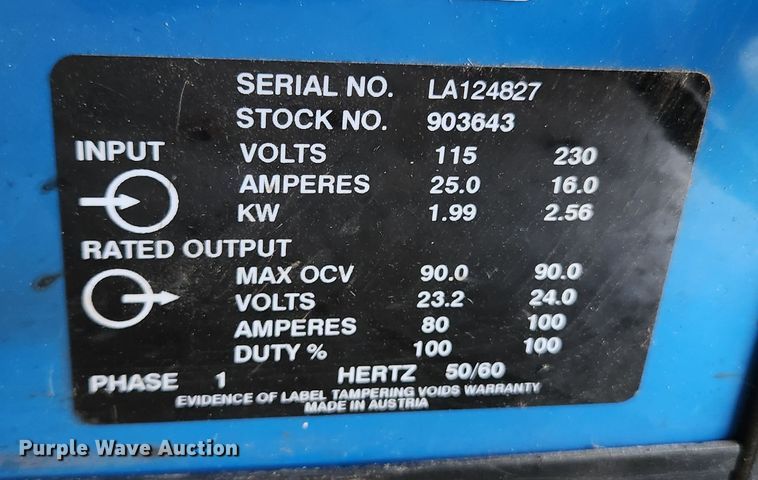 SERIAL NO. LA124827
STOCK NO. 903643
INPUT VOLTS 115 230
AMPERES 25.0 16.0
KW 1.99 2.56
RATED OUTPUT
MAX OCV 90.0 90.0
VOLTS 23.2 24.0
AMPERES 80 100
DUTY % 100 100
PHASE 1 HERTZ 50/60
EVIDENCE OF LABEL TAMPERING VOIDS WARRANTY
MADE IN AUSTRIA
Purple Wave Auction